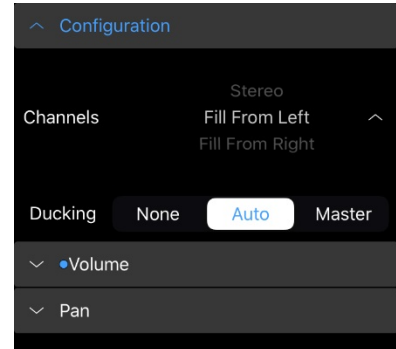 Configuration
Stereo
Channels Fill From Left
Fill From Right
Ducking None Auto Master
Volume
Pan